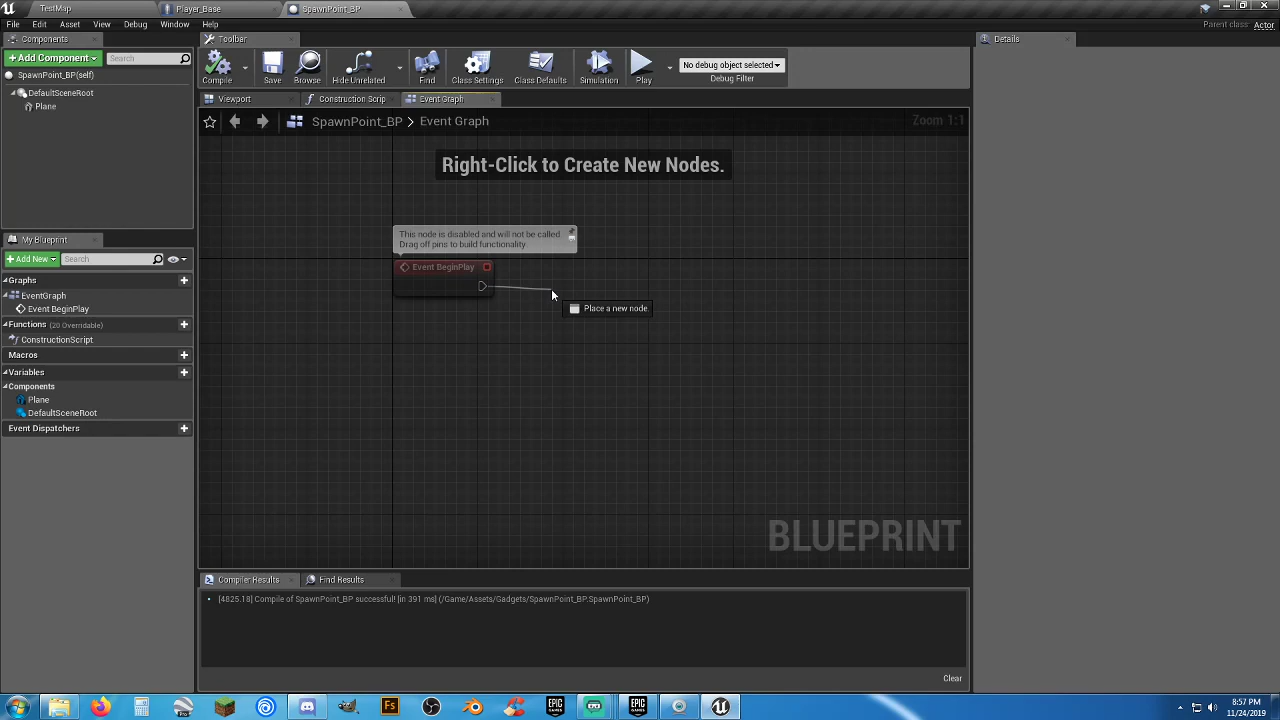 TestMap
Player_Base
SpawnPoint_BP
File Edit Asset View Debug Window Help
Parent class: Actor
Components
Toolbar
Details
Add Component
Search
SpawnPoint_BP(self)
DefaultSceneRoot
Plane
Compile
Save
Browse
Hide Unrelated
Find
Class Settings
Class Defaults
Simulation
Play
No debug object selected
Debug Filter
Viewport
Construction Scrip
Event Graph
SpawnPoint_BP > Event Graph
Zoom 1:1
Right-Click to Create New Nodes.
This node is disabled and will not be called.
Drag off pins to build functionality.
Event BeginPlay
Place a new node.
BLUEPRINT
My Blueprint
Add New
Search
Graphs
EventGraph
Event BeginPlay
Functions (20 Overridable)
ConstructionScript
Macros
Variables
Components
Plane
DefaultSceneRoot
Event Dispatchers
Compiler Results
Find Results
[4825.18] Compile of SpawnPoint_BP successful! [in 391 ms] (/Game/Assets/Gadgets/SpawnPoint_BP.SpawnPoint_BP)
Clear
Pro
Fs
EPIC GAMES
EPIC GAMES
8:57 PM
11/24/2019